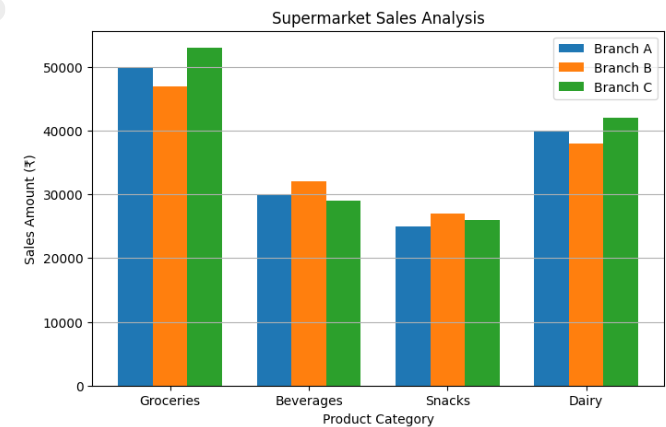 Supermarket Sales Analysis
Branch A
Branch B
Branch C
50000
40000
30000
20000
10000
0
Sales Amount (₹)
Groceries Beverages Snacks Dairy
Product Category